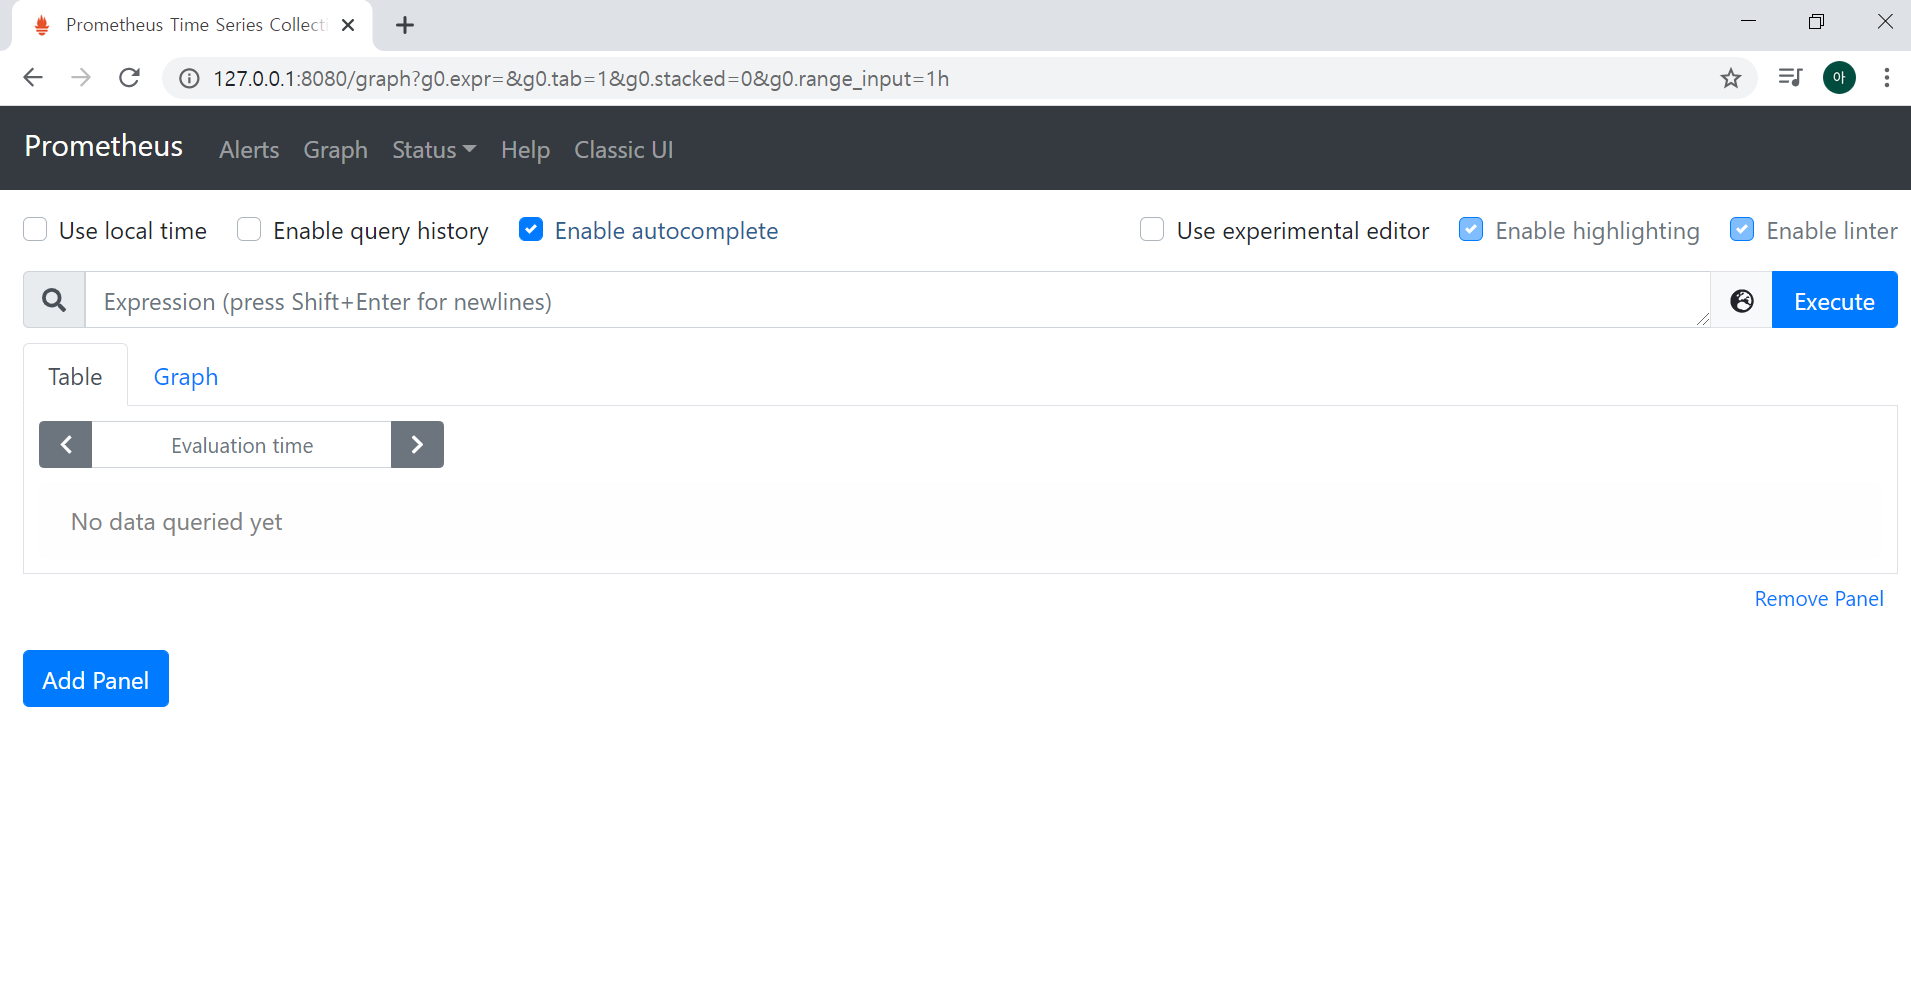 Prometheus Time Series Collecti
127.0.0.1:8080/graph?g0.expr=&g0.tab=1&g0.stacked=0&g0.range_input=1h
아
Prometheus Alerts Graph Status Help Classic UI
Use local time Enable query history Enable autocomplete Use experimental editor Enable highlighting Enable linter
Expression (press Shift+Enter for newlines) Execute
Table Graph
Evaluation time
No data queried yet
Remove Panel
Add Panel